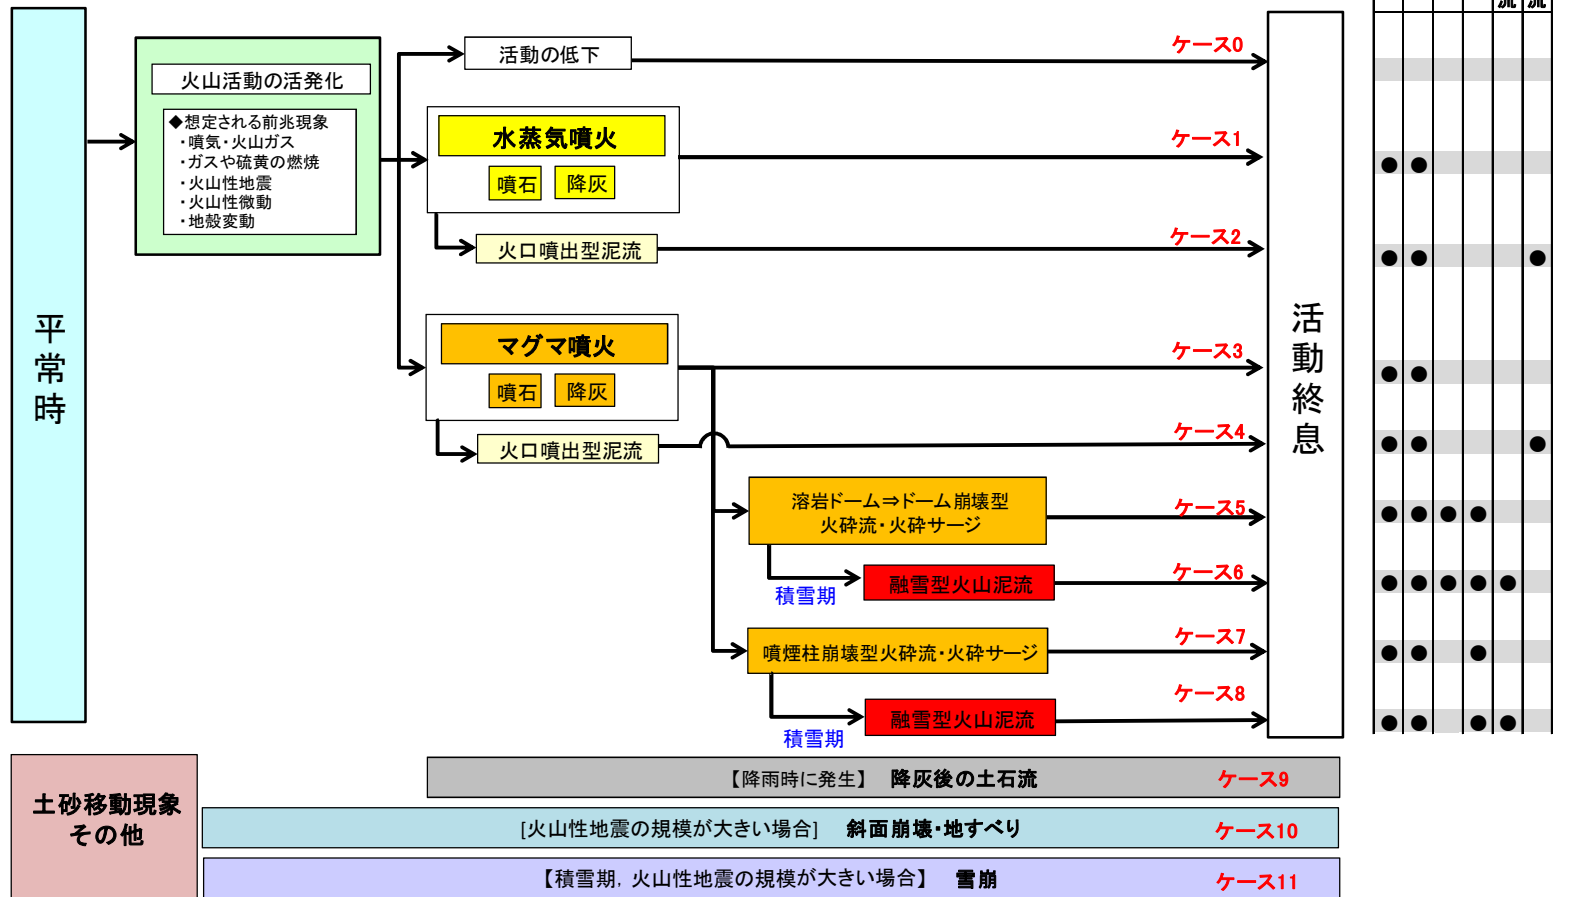 流 流
平常時
火山活動の活発化
◆想定される前兆現象
・噴気・火山ガス
・ガスや硫黄の燃焼
・火山性地震
・火山性微動
・地殻変動
活動の低下
ケース0
水蒸気噴火
噴石 降灰
ケース1
火口噴出型泥流
ケース2
マグマ噴火
噴石 降灰
ケース3
火口噴出型泥流
ケース4
溶岩ドーム⇒ドーム崩壊型
火砕流・火砕サージ
ケース5
積雪期
融雪型火山泥流
ケース6
噴煙柱崩壊型火砕流・火砕サージ
ケース7
積雪期
融雪型火山泥流
ケース8
活動終息
土砂移動現象
その他
【降雨時に発生】 降灰後の土石流 ケース9
[火山性地震の規模が大きい場合] 斜面崩壊・地すべり ケース10
【積雪期，火山性地震の規模が大きい場合】 雪崩 ケース11